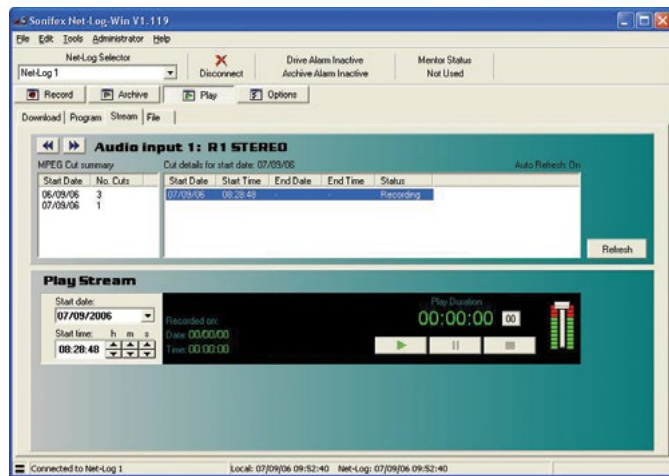 Sonifex Net-Log-Win V1.119
File Edit Tools Administrator Help
Net-Log Selector
Net-Log 1
Disconnect
Drive Alarm Inactive
Archive Alarm Inactive
Mentor Status
Not Used
Record Archive Play Options
Download Program Stream File
Audio input 1: R1 STEREO
MPEG Cut summary Cut details for start date: 07/09/06 Auto Refresh: On
Start Date No. Cuts Start Date Start Time End Date End Time Status
06/09/06 3 07/09/06 08:28:48 - - Recording
07/09/06 1
Refresh
Play Stream
Start date:
07/09/2006
Start time: h m s
08:28:48
Recorded on:
Date: 00/00/00
Time: 00:00:00
Play Duration
00:00:00 00
Connected to Net-Log 1 Local: 07/09/06 09:52:40 Net-Log: 07/09/06 09:52:40